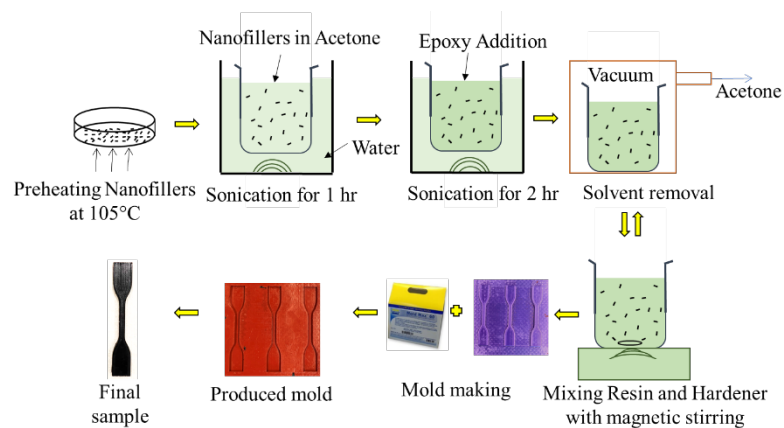 Nanofillers in Acetone
Epoxy Addition
Vacuum
Acetone
Water
Preheating Nanofillers
at 105°C
Sonication for 1 hr
Sonication for 2 hr
Solvent removal
Final
sample
Produced mold
Mold making
Mixing Resin and Hardener
with magnetic stirring